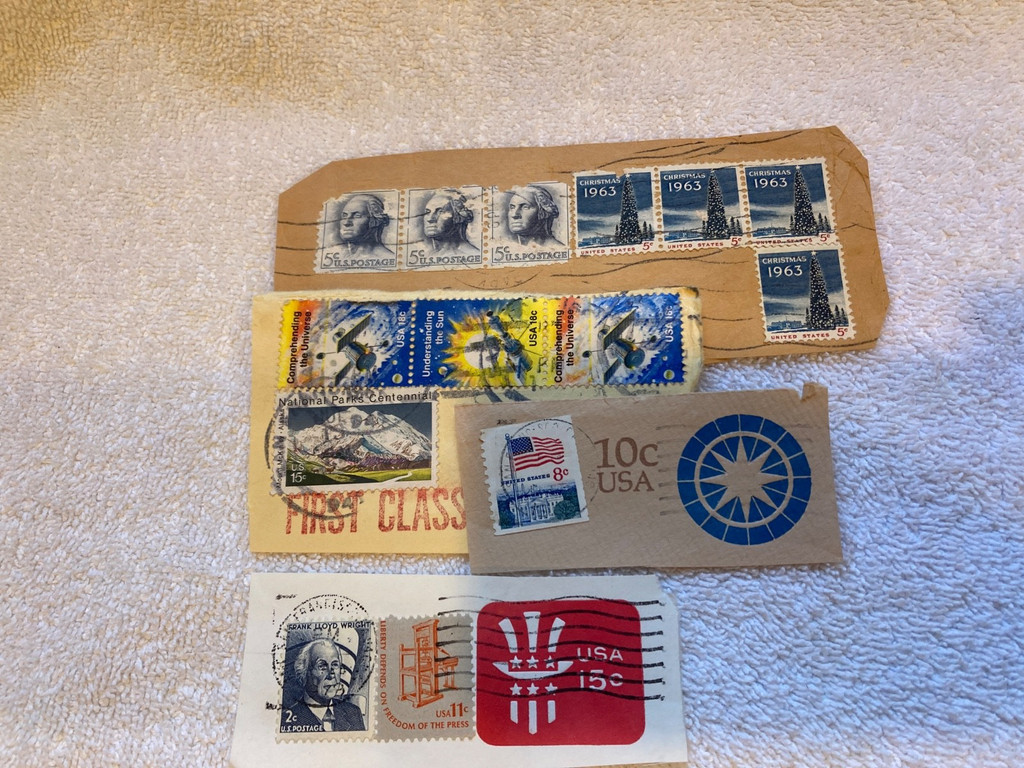 CHRISTMAS
1963
CHRISTMAS
1963
CHRISTMAS
1963
5c
U.S. POSTAGE
5c
U.S. POSTAGE
5c
U.S. POSTAGE
UNITED STATES 5c
UNITED STATES 5c
UNITED STATES 5c
CHRISTMAS
1963
UNITED STATES 5c
Comprehending
the Universe
USA 18c
Understanding
the Sun
USA 18c
Comprehending
the Universe
National Parks Centennial
US
15c
FIRST CLASS
UNITED STATES 8c
10c
USA
FRANK LLOYD WRIGHT
2c
U.S. POSTAGE
LIBERTY DEPENDS ON
FREEDOM OF THE PRESS
USA 11c
USA
15c